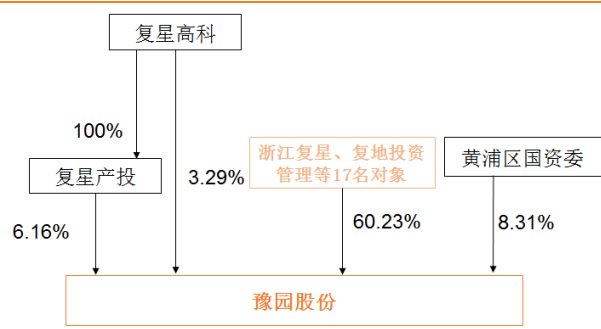 复星高科
100%
复星产投
3.29%
浙江复星、复地投资
管理等17名对象
黄浦区国资委
6.16%
60.23%
8.31%
豫园股份